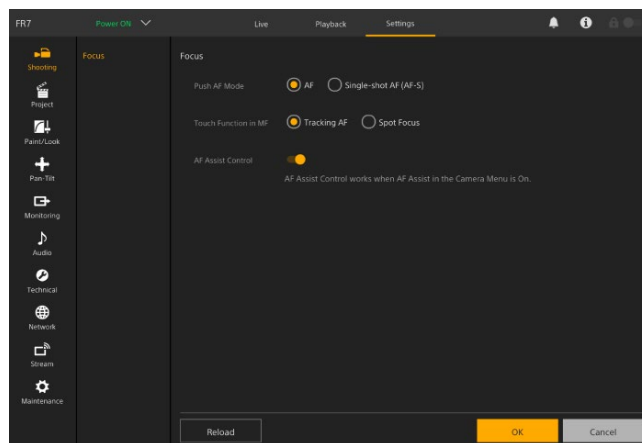 FR7
Power ON
Live
Playback
Settings
Shooting
Project
Paint/Look
Pan-Tilt
Monitoring
Audio
Technical
Network
Stream
Maintenance
Focus
Focus
Push AF Mode
AF
Single-shot AF (AF-S)
Touch Function in MF
Tracking AF
Spot Focus
AF Assist Control
AF Assist Control works when AF Assist in the Camera Menu is On.
Reload
OK
Cancel